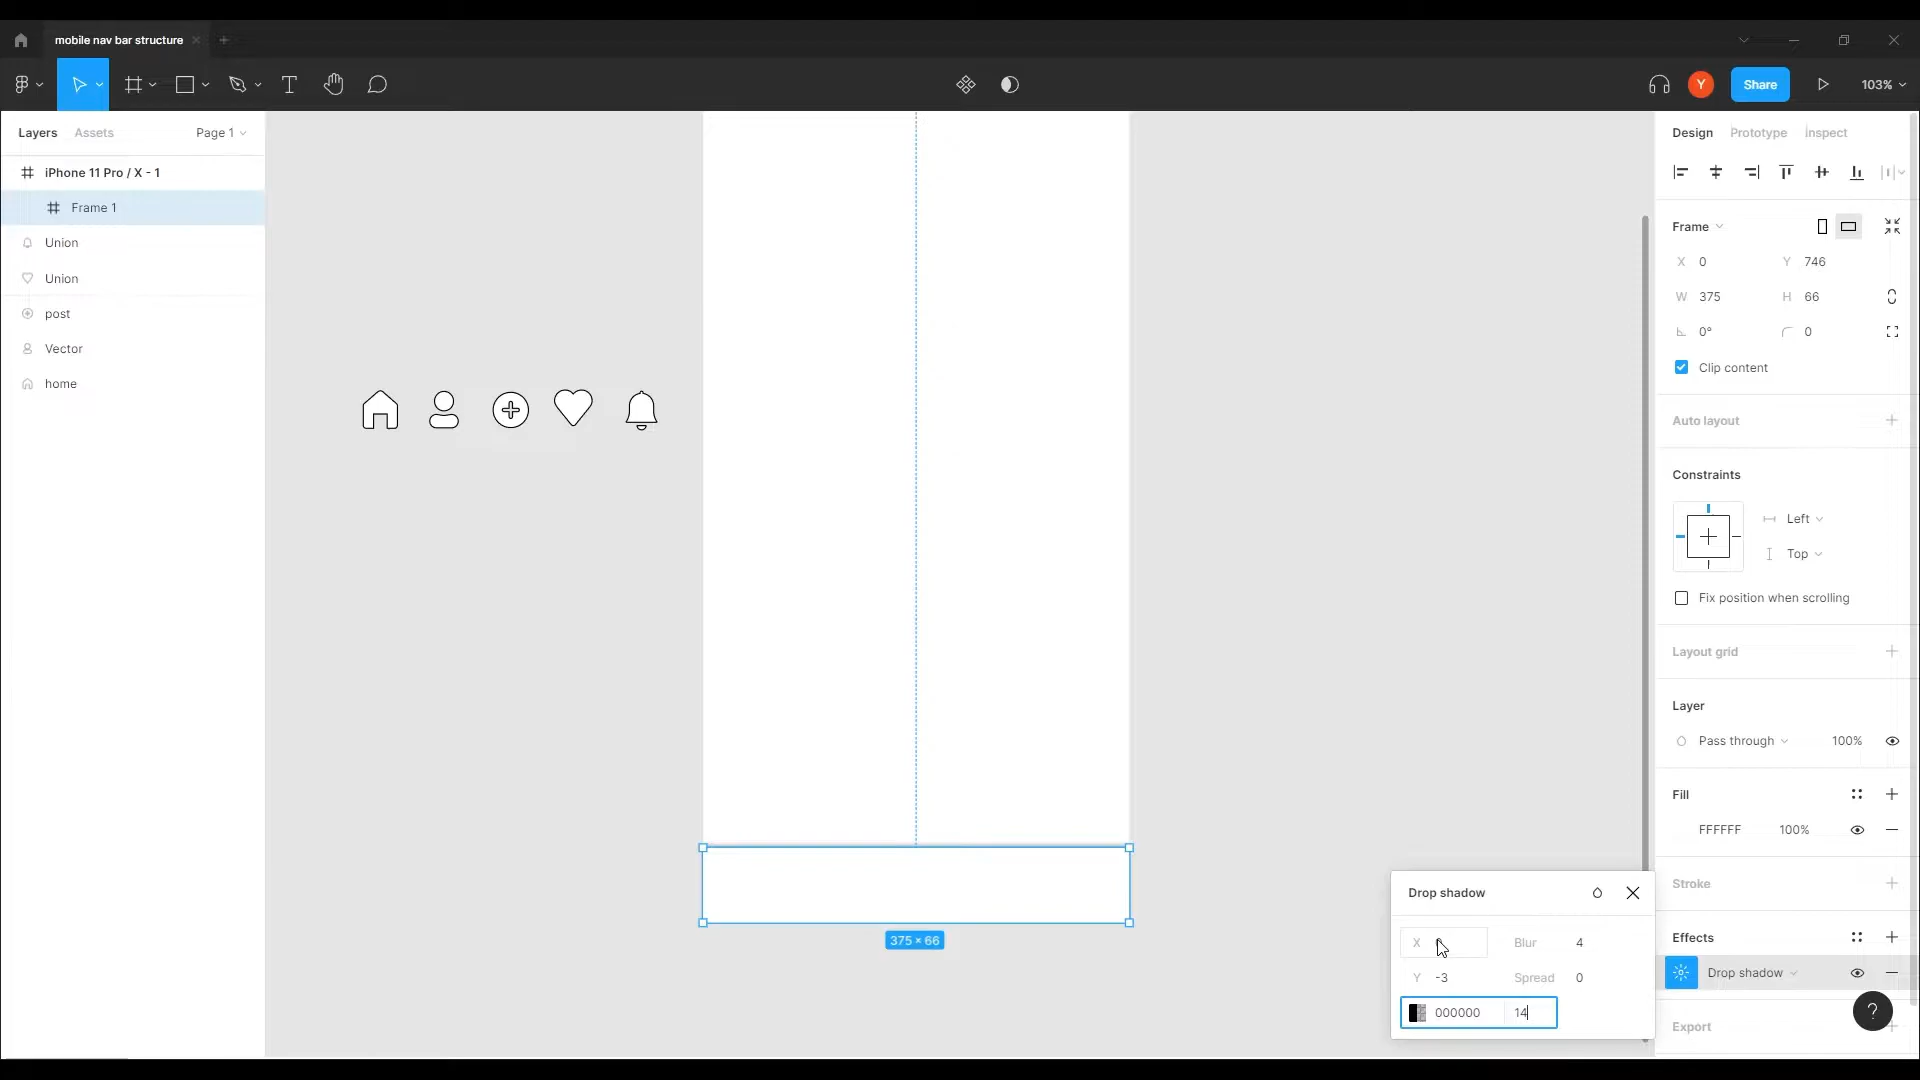 mobile nav bar structure
Y
Share
103%
Layers Assets Page 1
iPhone 11 Pro / X - 1
Frame 1
Union
Union
post
Vector
home
375 × 66
Design Prototype Inspect
Frame
X 0 Y 746
W 375 H 66
0° 0
Clip content
Auto layout
Constraints
Left
Top
Fix position when scrolling
Layout grid
Layer
Pass through 100%
Fill
FFFFFF 100%
Stroke
Effects
Drop shadow
Export
?
Drop shadow
X Blur 4
Y -3 Spread 0
000000 14